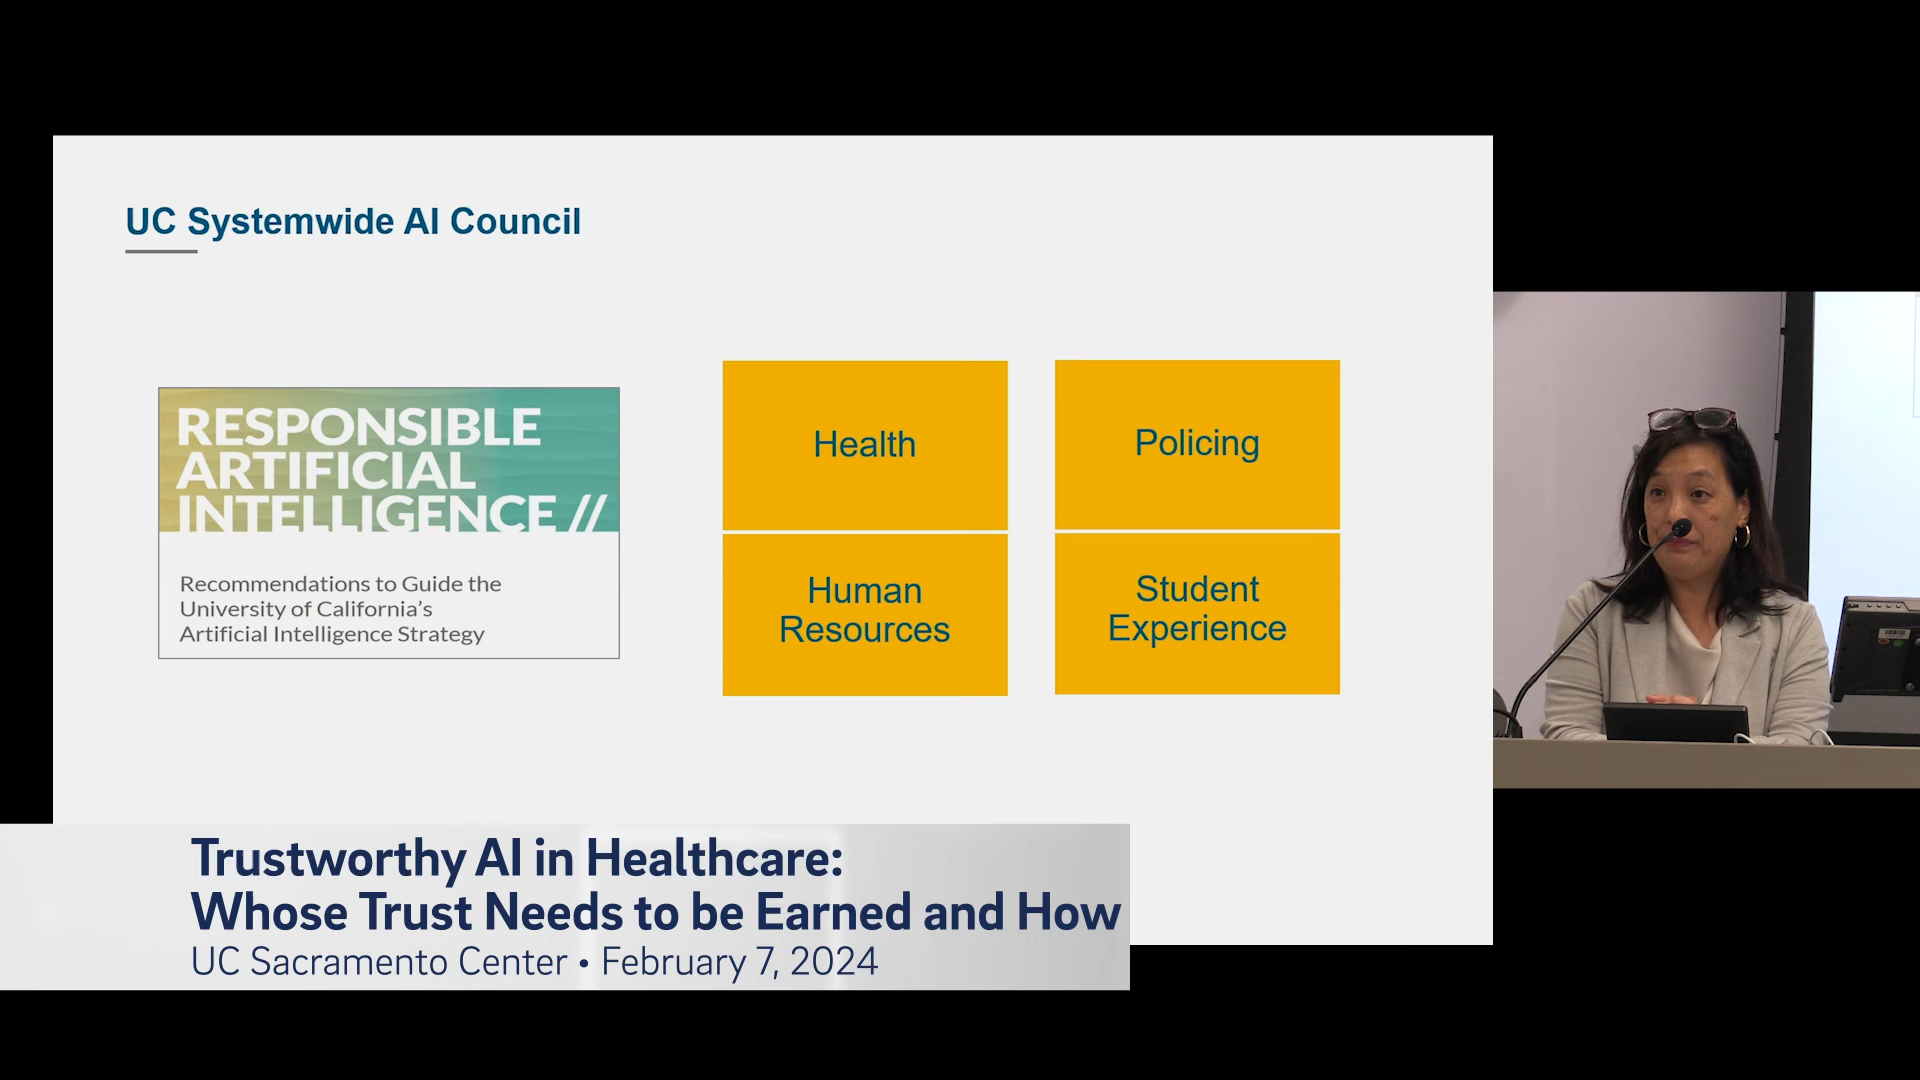 UC Systemwide AI Council
RESPONSIBLE
ARTIFICIAL
INTELLIGENCE //
Recommendations to Guide the
University of California's
Artificial Intelligence Strategy
Health
Policing
Human
Resources
Student
Experience
Trustworthy AI in Healthcare:
Whose Trust Needs to be Earned and How
UC Sacramento Center • February 7, 2024